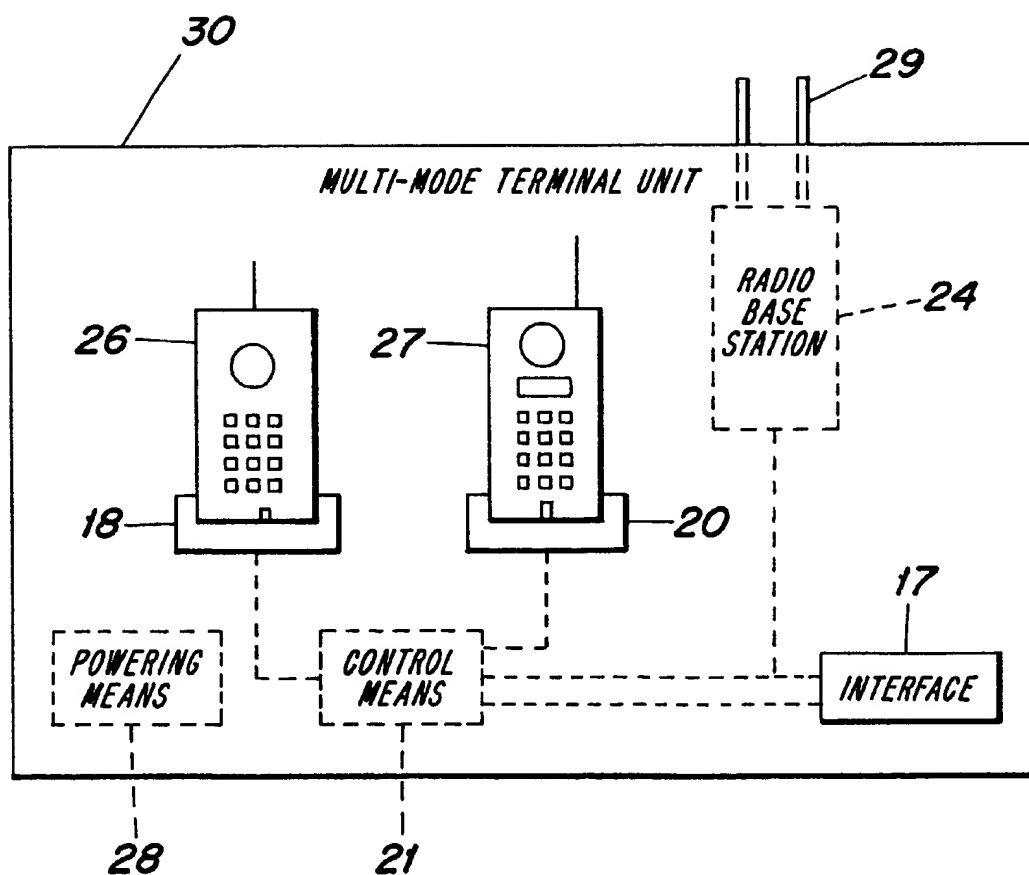 30
29
MULTI-MODE TERMINAL UNIT
RADIO
BASE
STATION
24
26
27
18
20
17
POWERING
MEANS
CONTROL
MEANS
INTERFACE
28
21